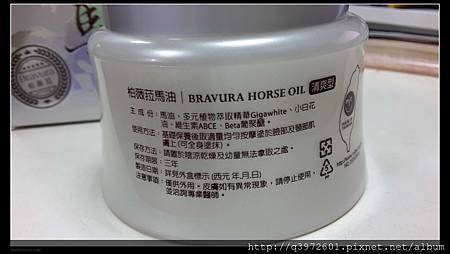 Bravura
柏薇菈馬油 | BRAVURA HORSE OIL 清爽型
主 成 份：馬油、多元植物萃取精華Gigawhite、小白花
油、維生素ABCE、Beta葡聚醣。
使用方法：基礎保養後取適量均勻按摩塗於臉部及頸部肌
膚上(可全身塗抹)。
保存方法：請置於陰涼乾燥及幼童無法拿取之處。
保存期限：三年
製造日期：詳見外盒標示 (西元 年.月.日)
注意事項：僅供外用。皮膚如有異常現象，請停止使用，
並洽詢專業醫師。
http://q3972601.pixnet.net/album